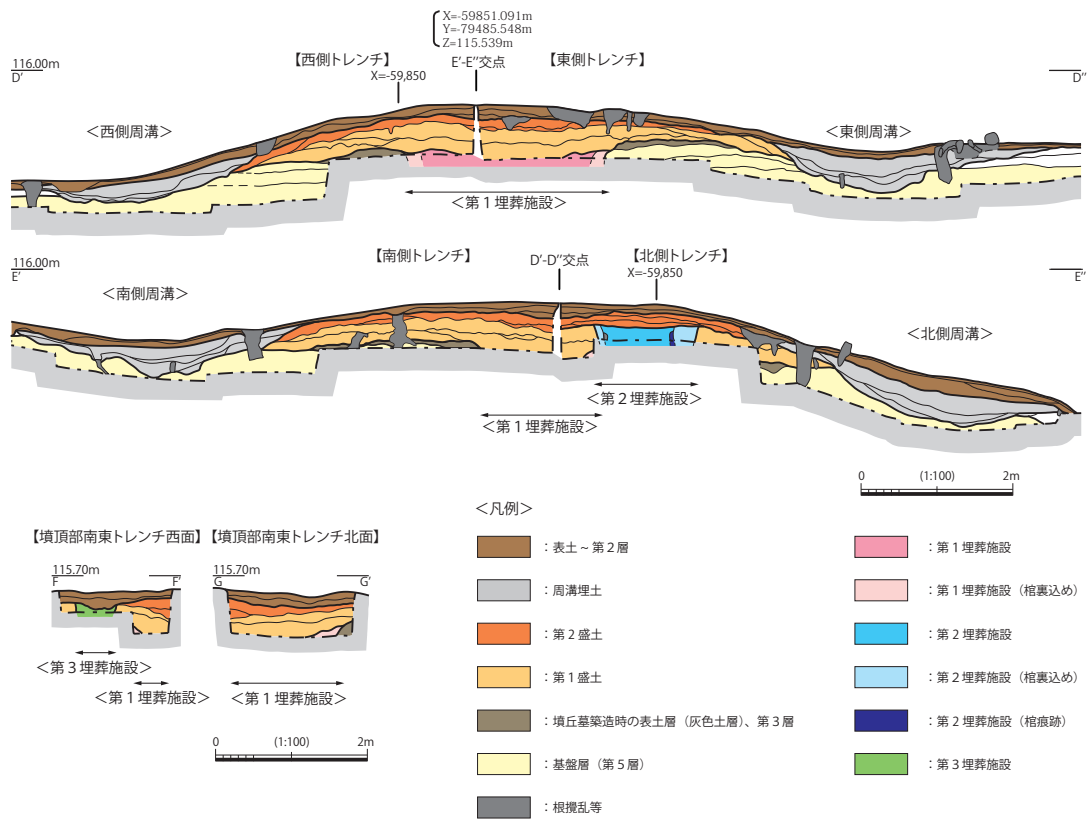 X=-59851.091m
Y=-79485.548m
Z=115.539m
【西側トレンチ】
E'-E''交点
【東側トレンチ】
116.00m
D'
X=-59,850
D''
＜西側周溝＞
＜東側周溝＞
＜第１埋葬施設＞
【南側トレンチ】
D'-D''交点
【北側トレンチ】
116.00m
E'
X=-59,850
E''
＜南側周溝＞
＜北側周溝＞
＜第２埋葬施設＞
＜第１埋葬施設＞
0 (1:100) 2m
【墳頂部南東トレンチ西面】
【墳頂部南東トレンチ北面】
115.70m
F F'
115.70m
G G'
＜第３埋葬施設＞
＜第１埋葬施設＞
＜第１埋葬施設＞
0 (1:100) 2m
＜凡例＞
：表土～第２層
：周溝埋土
：第２盛土
：第１盛土
：墳丘墓築造時の表土層（灰色土層）、第３層
：基盤層（第５層）
：根攪乱等
：第１埋葬施設
：第１埋葬施設（棺裏込め）
：第２埋葬施設
：第２埋葬施設（棺裏込め）
：第２埋葬施設（棺痕跡）
：第３埋葬施設